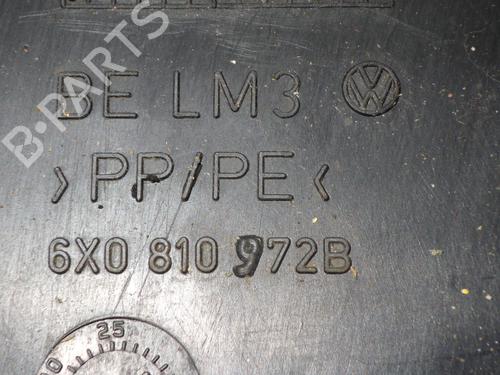 B-PARTS
BE LM3
>PP/PE<
6X0 810 972B
25